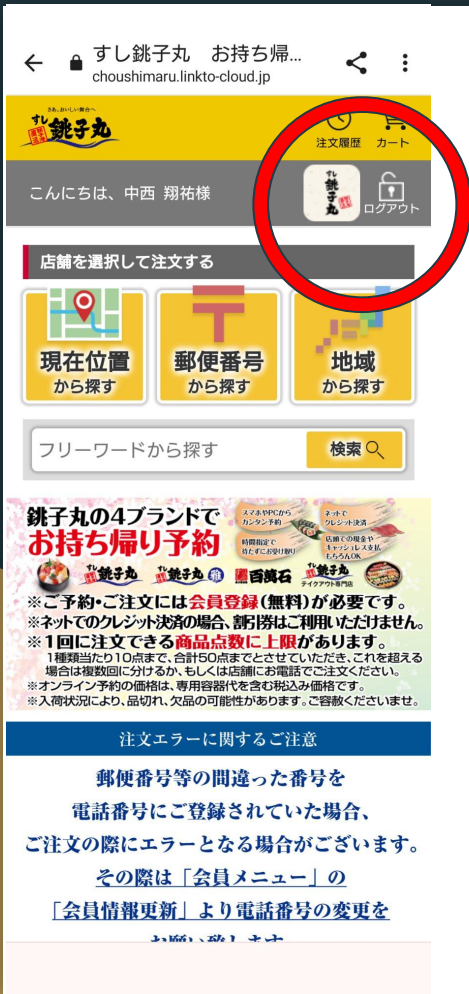 すし銚子丸　お持ち帰...
choushimaru.linkto-cloud.jp
さあ、おいしい舞台へ
すし銚子丸
注文履歴 カート
こんにちは、中西 翔祐様
すし銚子丸
ログアウト
店舗を選択して注文する
現在位置 郵便番号 地域
から探す から探す から探す
フリーワードから探す 検索
銚子丸の4ブランドで
お持ち帰り予約
スマホやPCから
カンタン予約
ネットで
クレジット決済
時間指定で
待たずにお受け取り
店頭での現金や
キャッシュレス支払
もちろんOK
すし銚子丸 すし銚子丸 雅 百萬石 すし銚子丸
テイクアウト専門店
※ご予約・ご注文には会員登録(無料)が必要です。
※ネットでのクレジット決済の場合、割引券はご利用いただけません。
※1回に注文できる商品点数に上限があります。
1種類当たり10点まで、合計50点までとさせていただき、これを超える
場合は複数回に分けるか、もしくは店舗にお電話でご注文ください。
※オンライン予約の価格は、専用容器代を含む税込み価格です。
※入荷状況により、品切れ、欠品の可能性があります。ご容赦くださいませ。
注文エラーに関するご注意
郵便番号等の間違った番号を
電話番号にご登録されていた場合、
ご注文の際にエラーとなる場合がございます。
その際は「会員メニュー」の
「会員情報更新」より電話番号の変更を
お願い致します